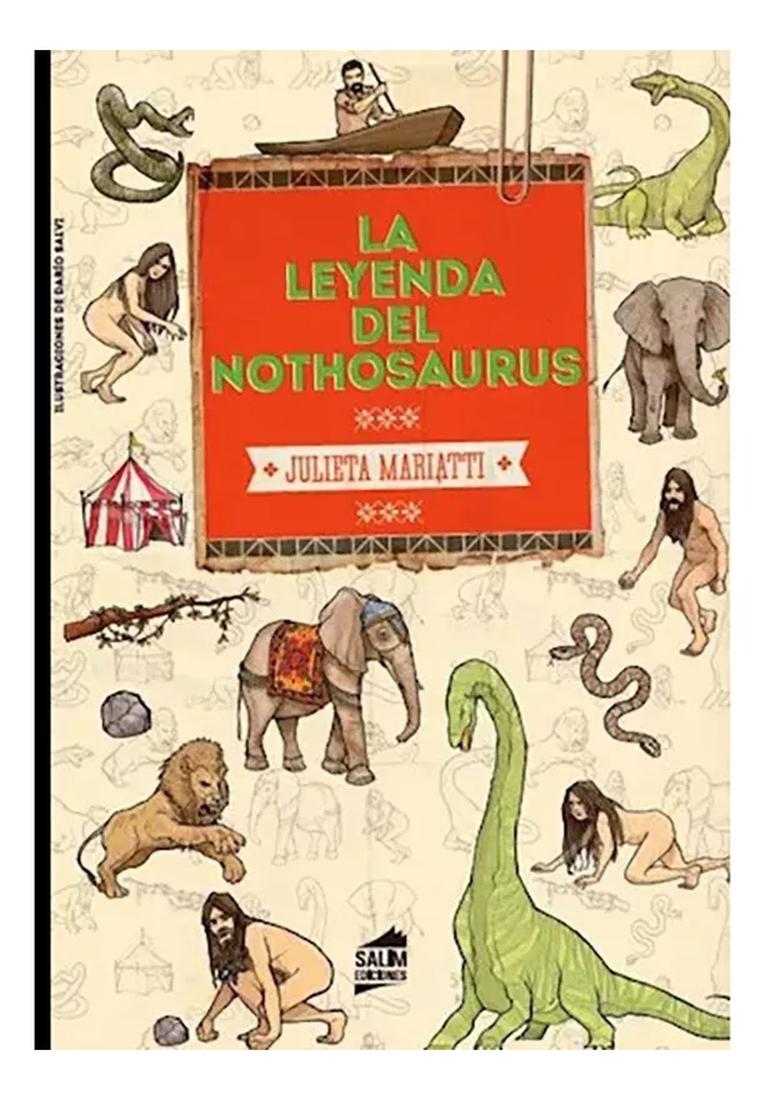 LA
LEYENDA
DEL
NOTHOSAURUS
JULIETA MARIATTI
ILUSTRACIONES DE DARÍO SALVI
SALIM
EDICIONES